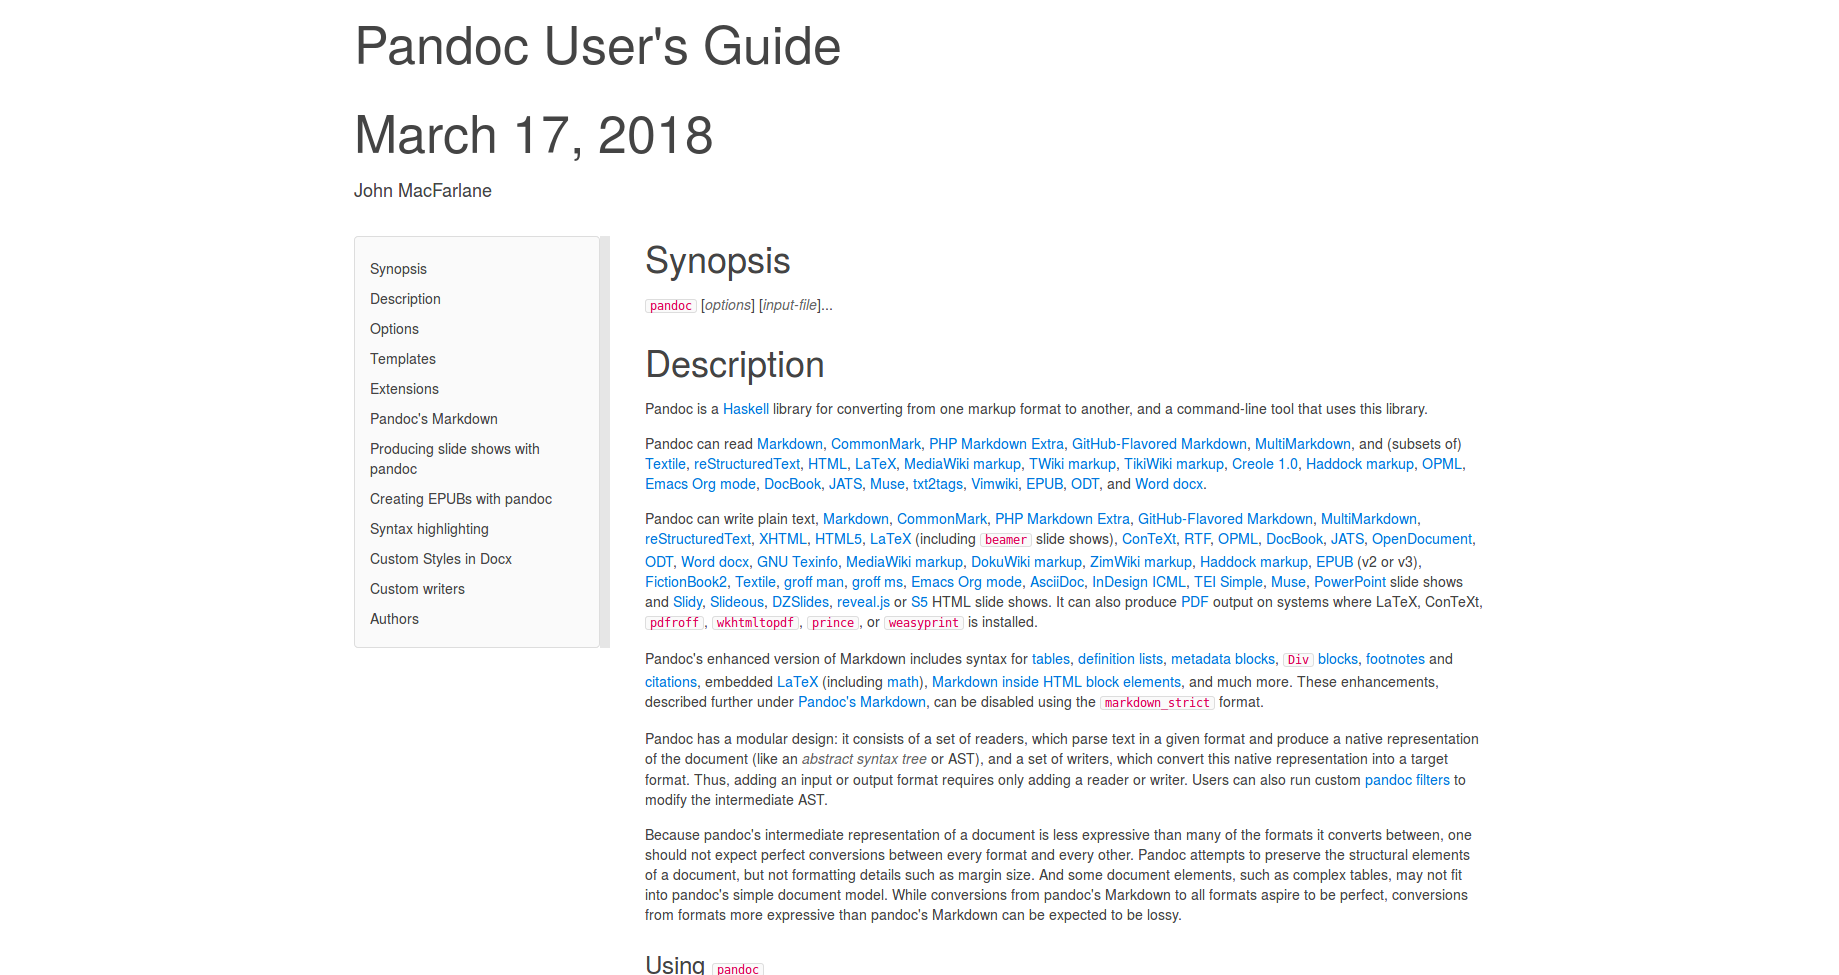 Pandoc User's Guide
March 17, 2018
John MacFarlane
Synopsis
Description
Options
Templates
Extensions
Pandoc's Markdown
Producing slide shows with
pandoc
Creating EPUBs with pandoc
Syntax highlighting
Custom Styles in Docx
Custom writers
Authors
Synopsis
pandoc [options] [input-file]...
Description
Pandoc is a Haskell library for converting from one markup format to another, and a command-line tool that uses this library.
Pandoc can read Markdown, CommonMark, PHP Markdown Extra, GitHub-Flavored Markdown, MultiMarkdown, and (subsets of)
Textile, reStructuredText, HTML, LaTeX, MediaWiki markup, TWiki markup, TikiWiki markup, Creole 1.0, Haddock markup, OPML,
Emacs Org mode, DocBook, JATS, Muse, txt2tags, Vimwiki, EPUB, ODT, and Word docx.
Pandoc can write plain text, Markdown, CommonMark, PHP Markdown Extra, GitHub-Flavored Markdown, MultiMarkdown,
reStructuredText, XHTML, HTML5, LaTeX (including beamer slide shows), ConTeXt, RTF, OPML, DocBook, JATS, OpenDocument,
ODT, Word docx, GNU Texinfo, MediaWiki markup, DokuWiki markup, ZimWiki markup, Haddock markup, EPUB (v2 or v3),
FictionBook2, Textile, groff man, groff ms, Emacs Org mode, AsciiDoc, InDesign ICML, TEI Simple, Muse, PowerPoint slide shows
and Slidy, Slideous, DZSlides, reveal.js or S5 HTML slide shows. It can also produce PDF output on systems where LaTeX, ConTeXt,
pdfroff, wkhtmltopdf, prince, or weasyprint is installed.
Pandoc's enhanced version of Markdown includes syntax for tables, definition lists, metadata blocks, Div blocks, footnotes and
citations, embedded LaTeX (including math), Markdown inside HTML block elements, and much more. These enhancements,
described further under Pandoc's Markdown, can be disabled using the markdown_strict format.
Pandoc has a modular design: it consists of a set of readers, which parse text in a given format and produce a native representation
of the document (like an abstract syntax tree or AST), and a set of writers, which convert this native representation into a target
format. Thus, adding an input or output format requires only adding a reader or writer. Users can also run custom pandoc filters to
modify the intermediate AST.
Because pandoc's intermediate representation of a document is less expressive than many of the formats it converts between, one
should not expect perfect conversions between every format and every other. Pandoc attempts to preserve the structural elements
of a document, but not formatting details such as margin size. And some document elements, such as complex tables, may not fit
into pandoc's simple document model. While conversions from pandoc's Markdown to all formats aspire to be perfect, conversions
from formats more expressive than pandoc's Markdown can be expected to be lossy.
Using pandoc